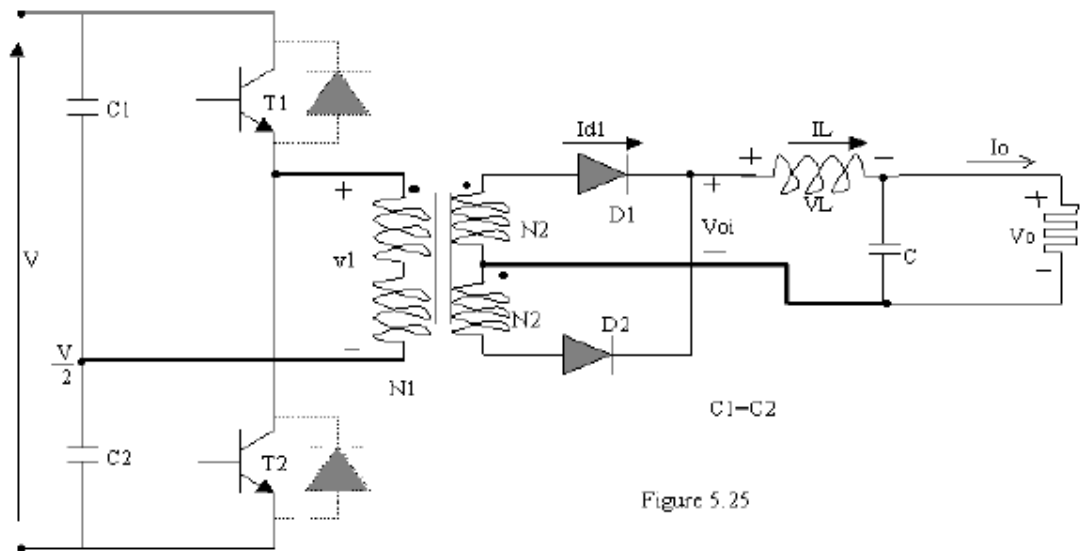 C1
T1
Id1
IL
Io
+
+
−
+
D1
+
Voi
−
VL
C
Vo
−
+
V
v1
N2
N2
D2
V
2
−
N1
C1-C2
C2
T2
Figure 5.25